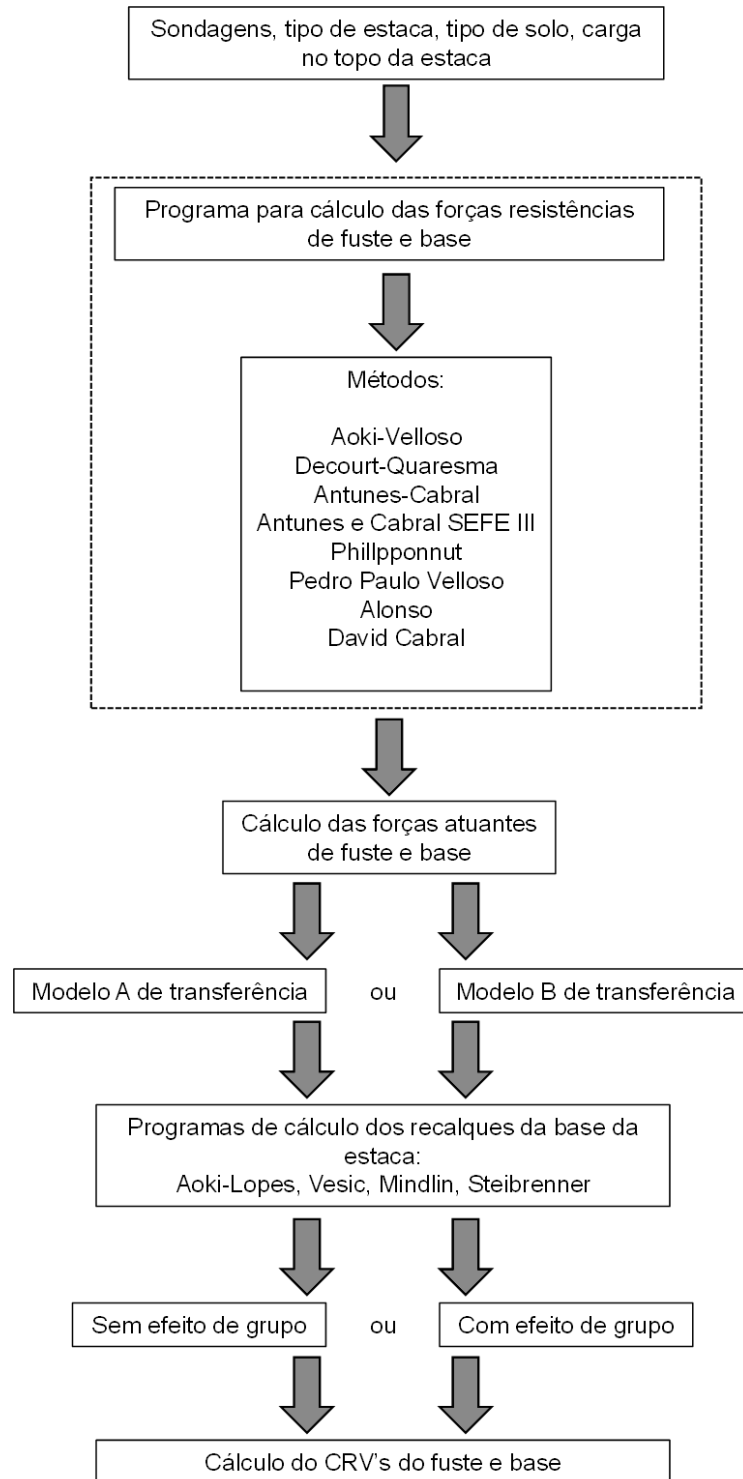 Sondagens, tipo de estaca, tipo de solo, carga
no topo da estaca
Programa para cálculo das forças resistências
de fuste e base
Métodos:
Aoki-Velloso
Decourt-Quaresma
Antunes-Cabral
Antunes e Cabral SEFE III
Phillpponnut
Pedro Paulo Velloso
Alonso
David Cabral
Cálculo das forças atuantes
de fuste e base
Modelo A de transferência ou Modelo B de transferência
Programas de cálculo dos recalques da base da
estaca:
Aoki-Lopes, Vesic, Mindlin, Steibrenner
Sem efeito de grupo ou Com efeito de grupo
Cálculo do CRV's do fuste e base